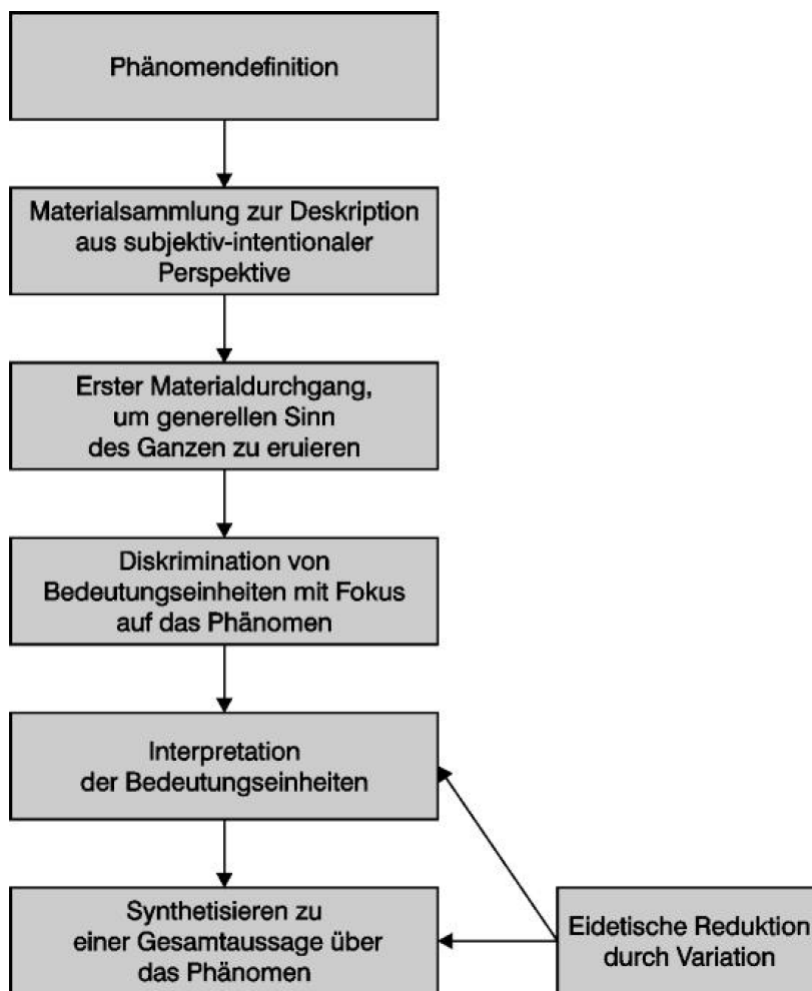 Phänomendefinition
Materialsammlung zur Deskription
aus subjektiv-intentionaler
Perspektive
Erster Materialdurchgang,
um generellen Sinn
des Ganzen zu eruieren
Diskrimination von
Bedeutungseinheiten mit Fokus
auf das Phänomen
Interpretation
der Bedeutungseinheiten
Synthetisieren zu
einer Gesamtaussage über
das Phänomen
Eidetische Reduktion
durch Variation